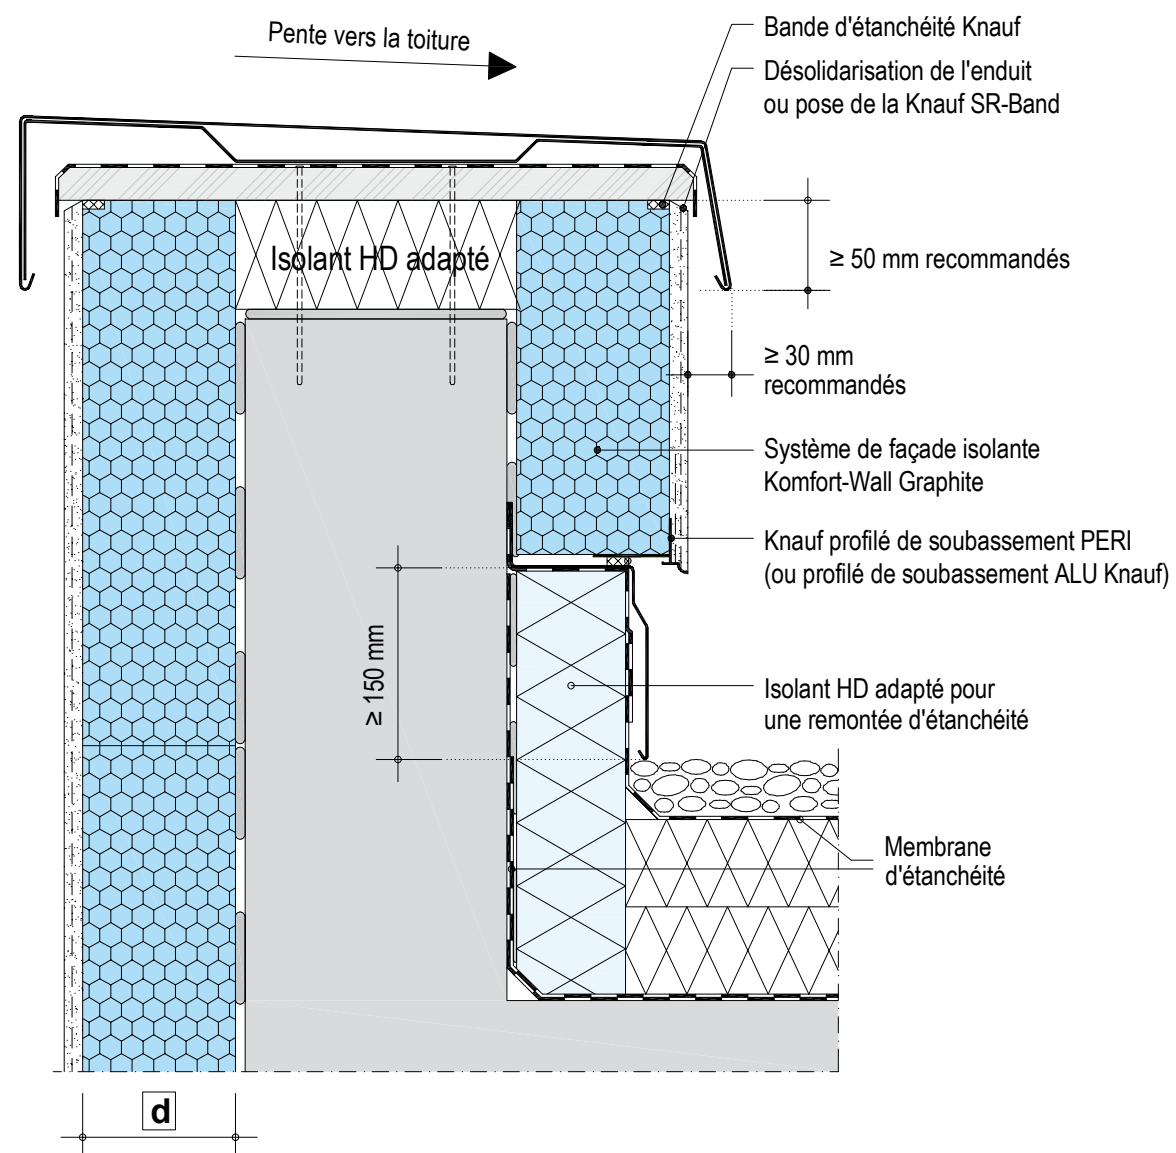 Pente vers la toiture
Bande d'étanchéité Knauf
Désolidarisation de l'enduit
ou pose de la Knauf SR-Band
Isolant HD adapté
≥ 50 mm recommandés
≥ 30 mm
recommandés
Système de façade isolante
Komfort-Wall Graphite
Knauf profilé de soubassement PERI
(ou profilé de soubassement ALU Knauf)
≥ 150 mm
Isolant HD adapté pour
une remontée d'étanchéité
Membrane
d'étanchéité
d